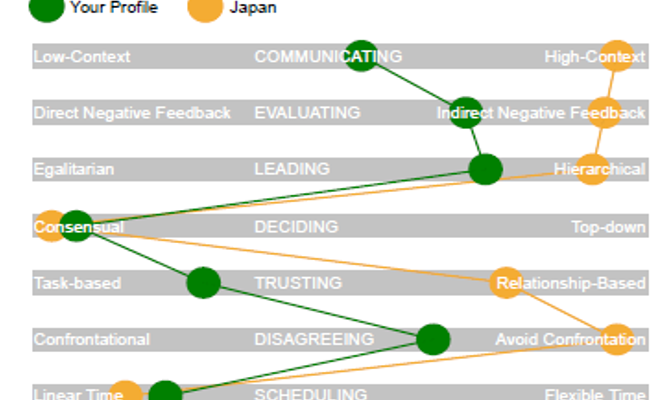 Your Profile Japan
Low-Context COMMUNICATING High-Context
Direct Negative Feedback EVALUATING Indirect Negative Feedback
Egalitarian LEADING Hierarchical
Consensual DECIDING Top-down
Task-based TRUSTING Relationship-Based
Confrontational DISAGREEING Avoid Confrontation
Linear Time SCHEDULING Flexible Time